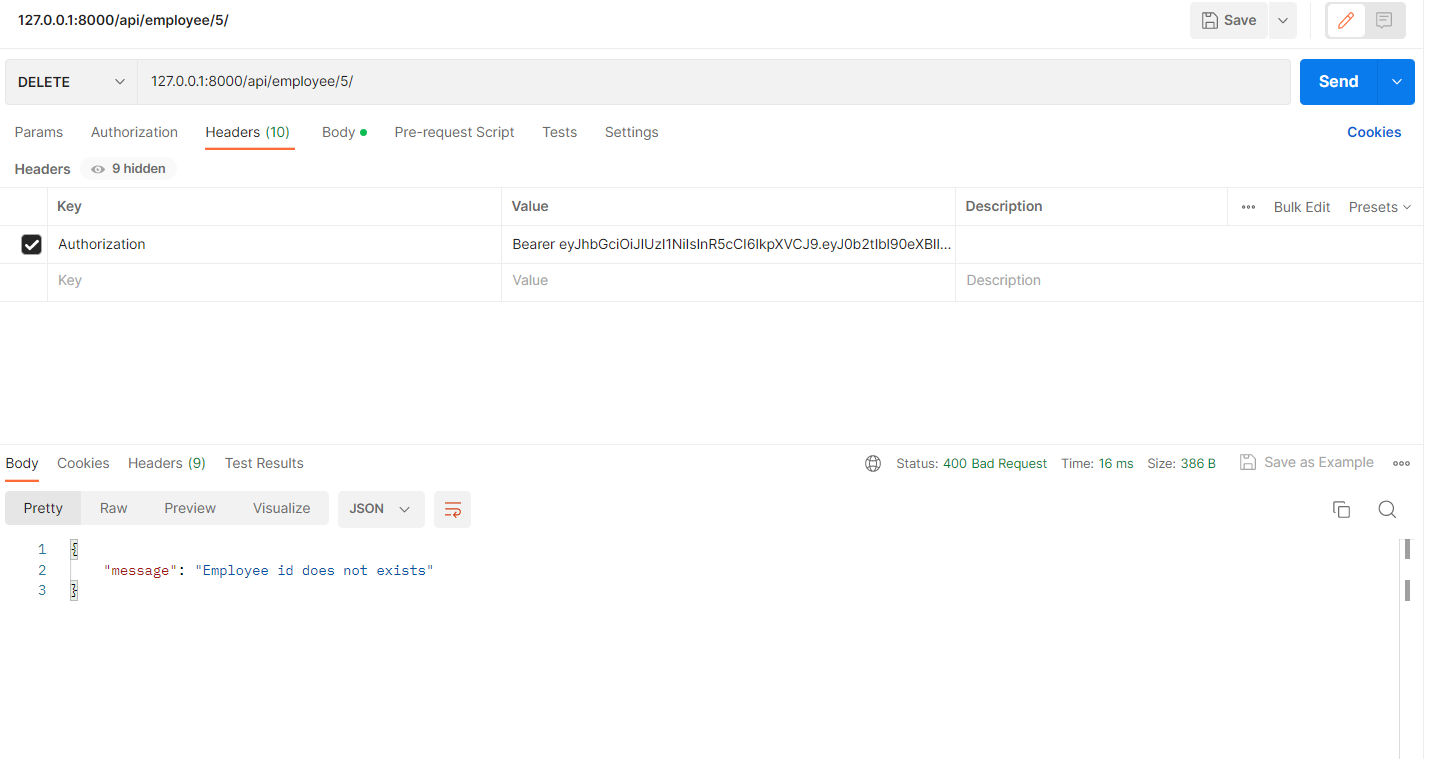 127.0.0.1:8000/api/employee/5/ Save
DELETE 127.0.0.1:8000/api/employee/5/ Send
Params Authorization Headers (10) Body Pre-request Script Tests Settings Cookies
Headers 9 hidden
Key Value Description ••• Bulk Edit Presets
Authorization Bearer eyJhbGciOiJIUzI1NiIsInR5cCI6IkpXVCJ9.eyJ0b2tlbl90eXBlI...
Key Value Description
Body Cookies Headers (9) Test Results Status: 400 Bad Request Time: 16 ms Size: 386 B Save as Example
Pretty Raw Preview Visualize JSON
1 {
2 "message": "Employee id does not exists"
3 }